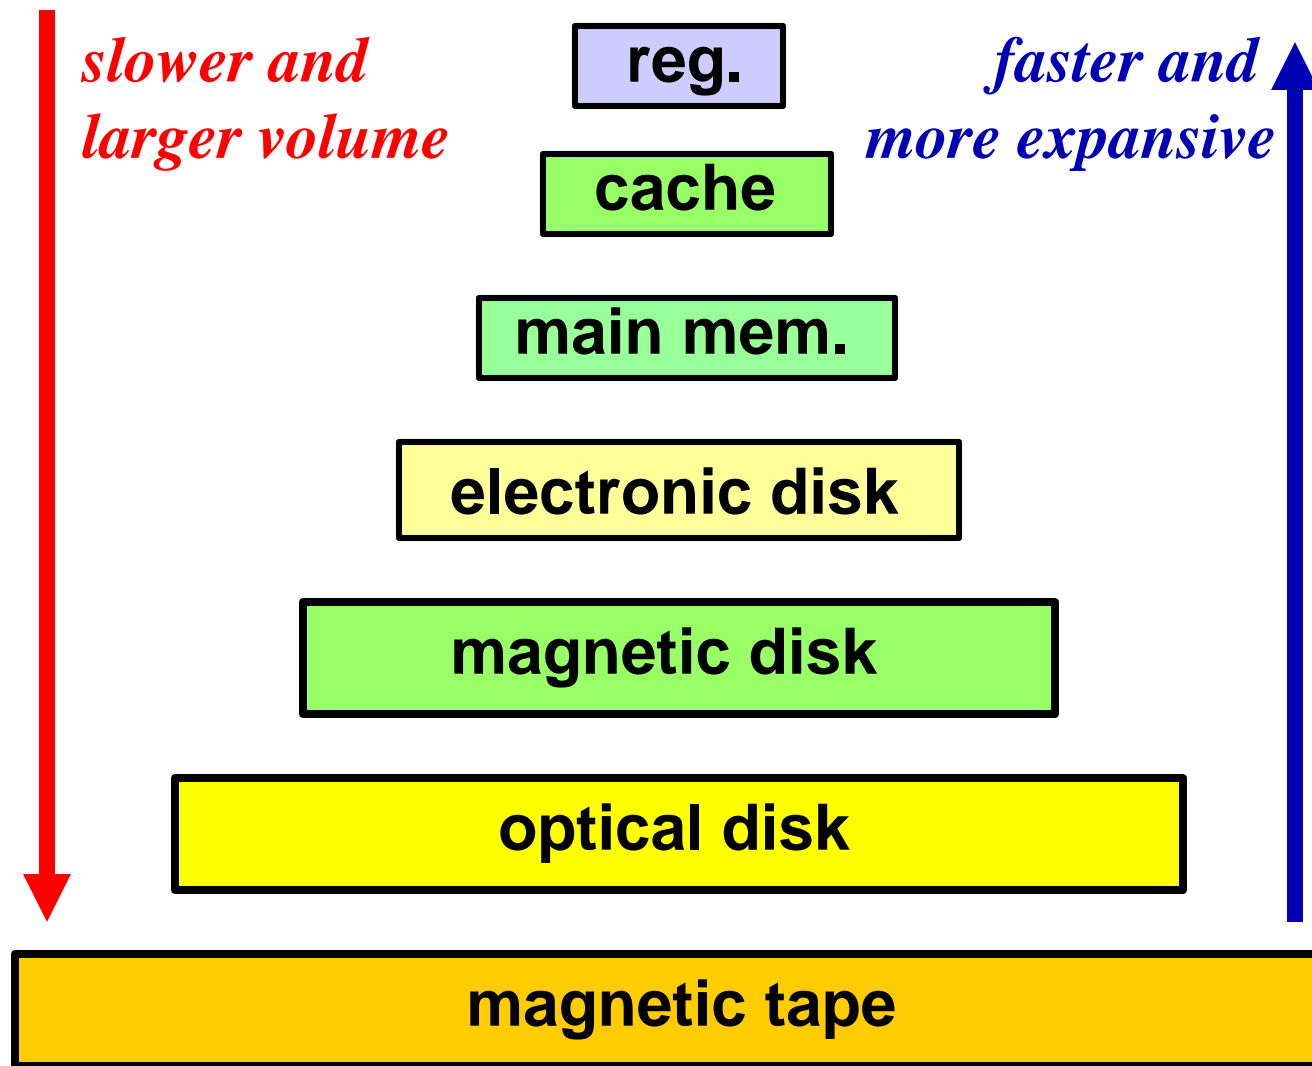 slower and
larger volume
reg.
faster and
more expansive
cache
main mem.
electronic disk
magnetic disk
optical disk
magnetic tape